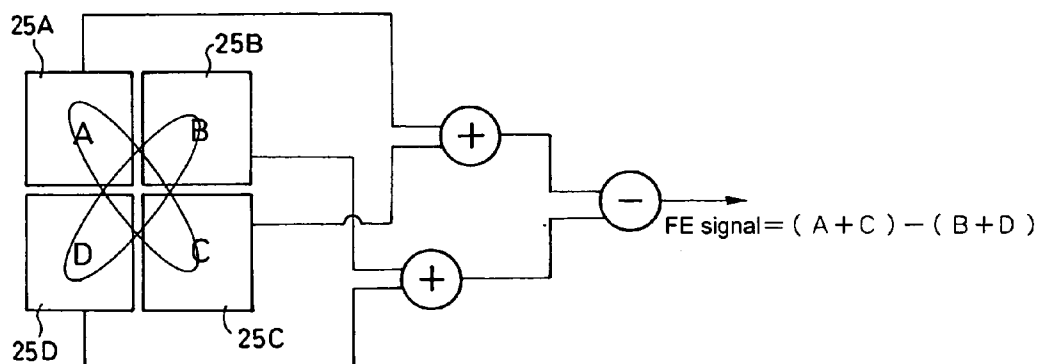 25A
25B
A
B
+
−
FE signal=(A+C)−(B+D)
D
C
+
25D
25C